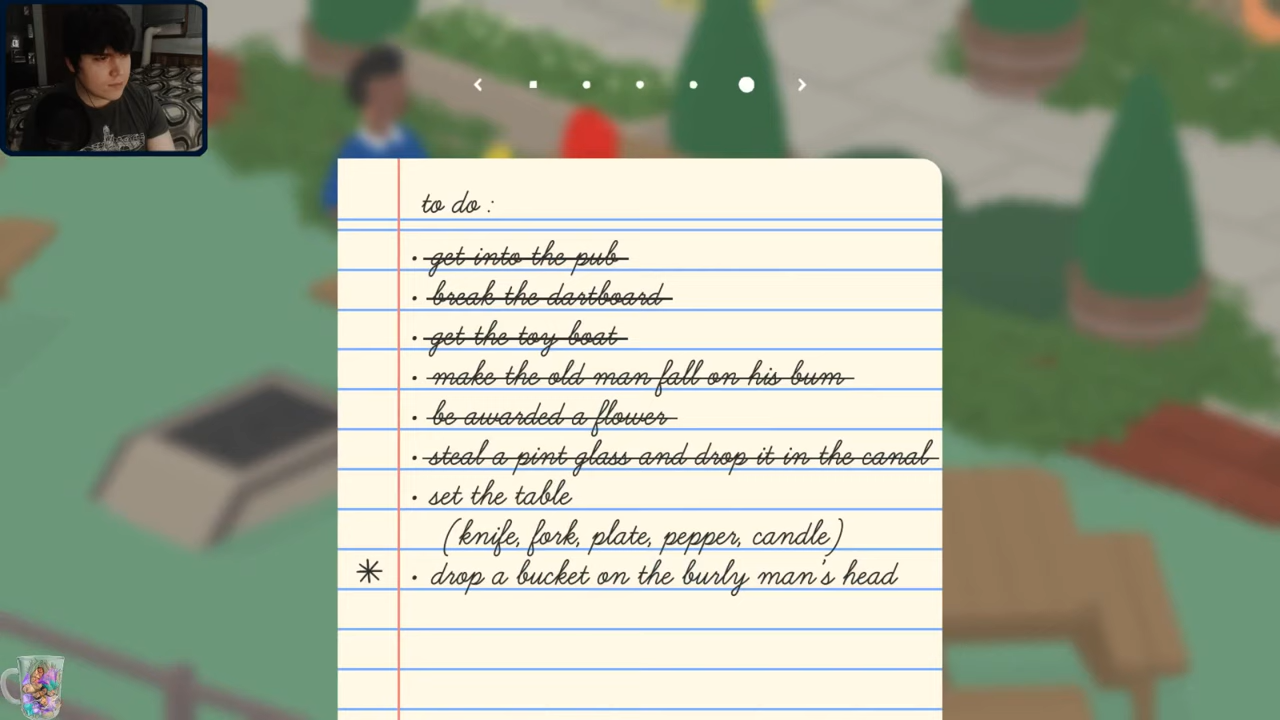 to do :
• get into the pub
• break the dartboard
• get the toy boat
• make the old man fall on his bum
• be awarded a flower
• steal a pint glass and drop it in the canal
• set the table
(knife, fork, plate, pepper, candle)
• drop a bucket on the burly man's head